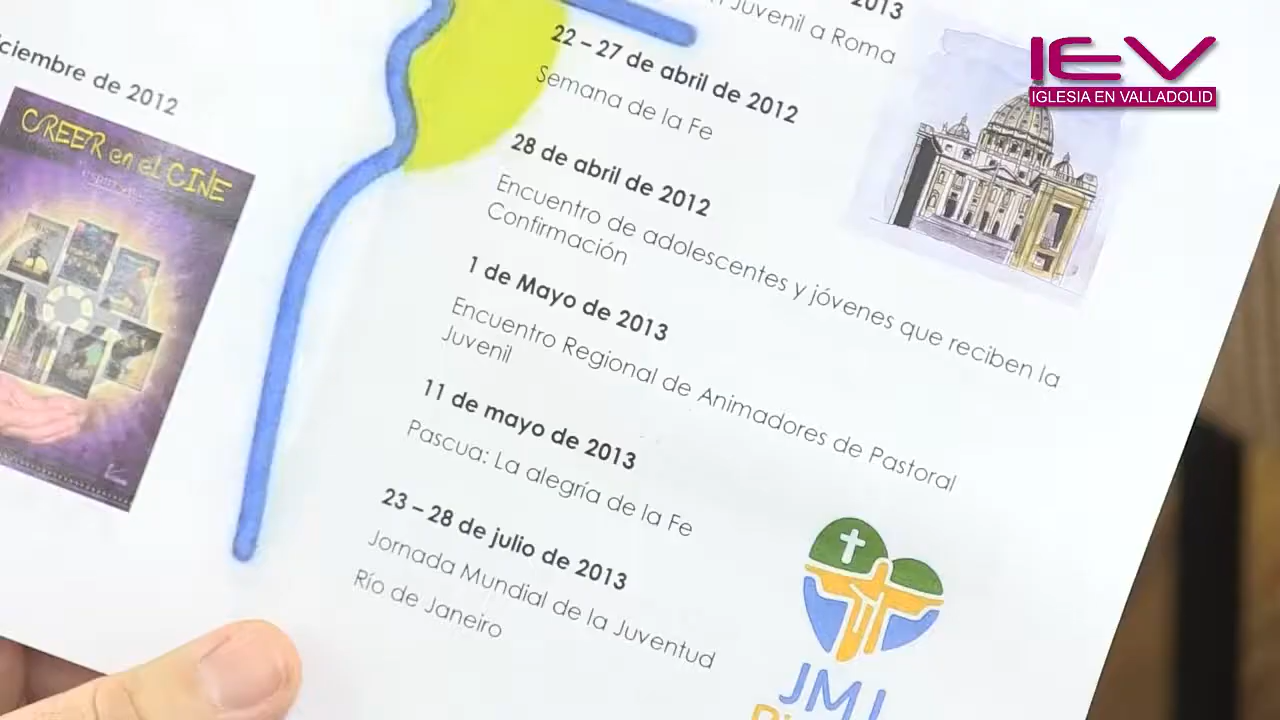 2013
Juvenil a Roma
22 – 27 de abril de 2012
Semana de la Fe
28 de abril de 2012
Encuentro de adolescentes y jóvenes que reciben la
Confirmación
1 de Mayo de 2013
Encuentro Regional de Animadores de Pastoral
Juvenil
11 de mayo de 2013
Pascua: La alegría de la Fe
23 – 28 de julio de 2013
Jornada Mundial de la Juventud
Río de Janeiro
JMJ
de 2012
CREER en el CINE
IEV
IGLESIA EN VALLADOLID